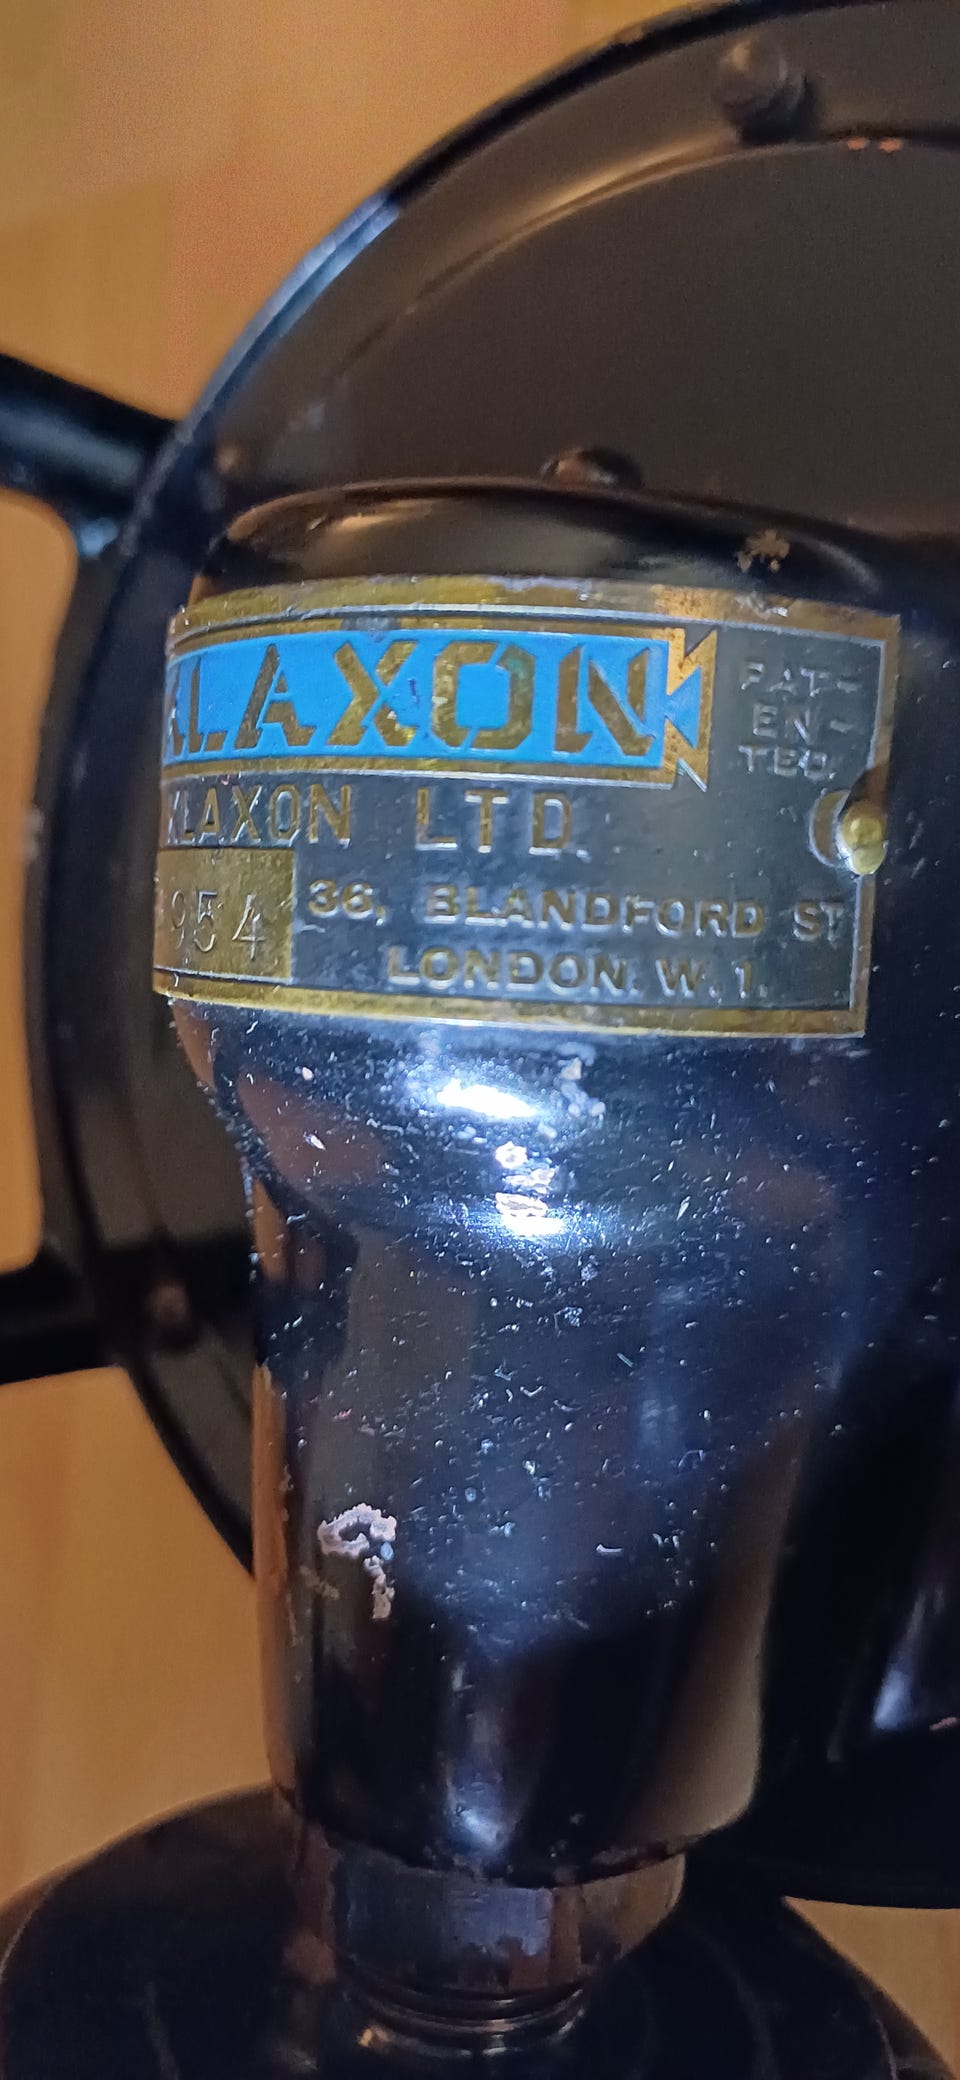 KLAXON
PAT-
EN-
TED.
KLAXON LTD.
954
36, BLANDFORD ST
LONDON. W. 1.